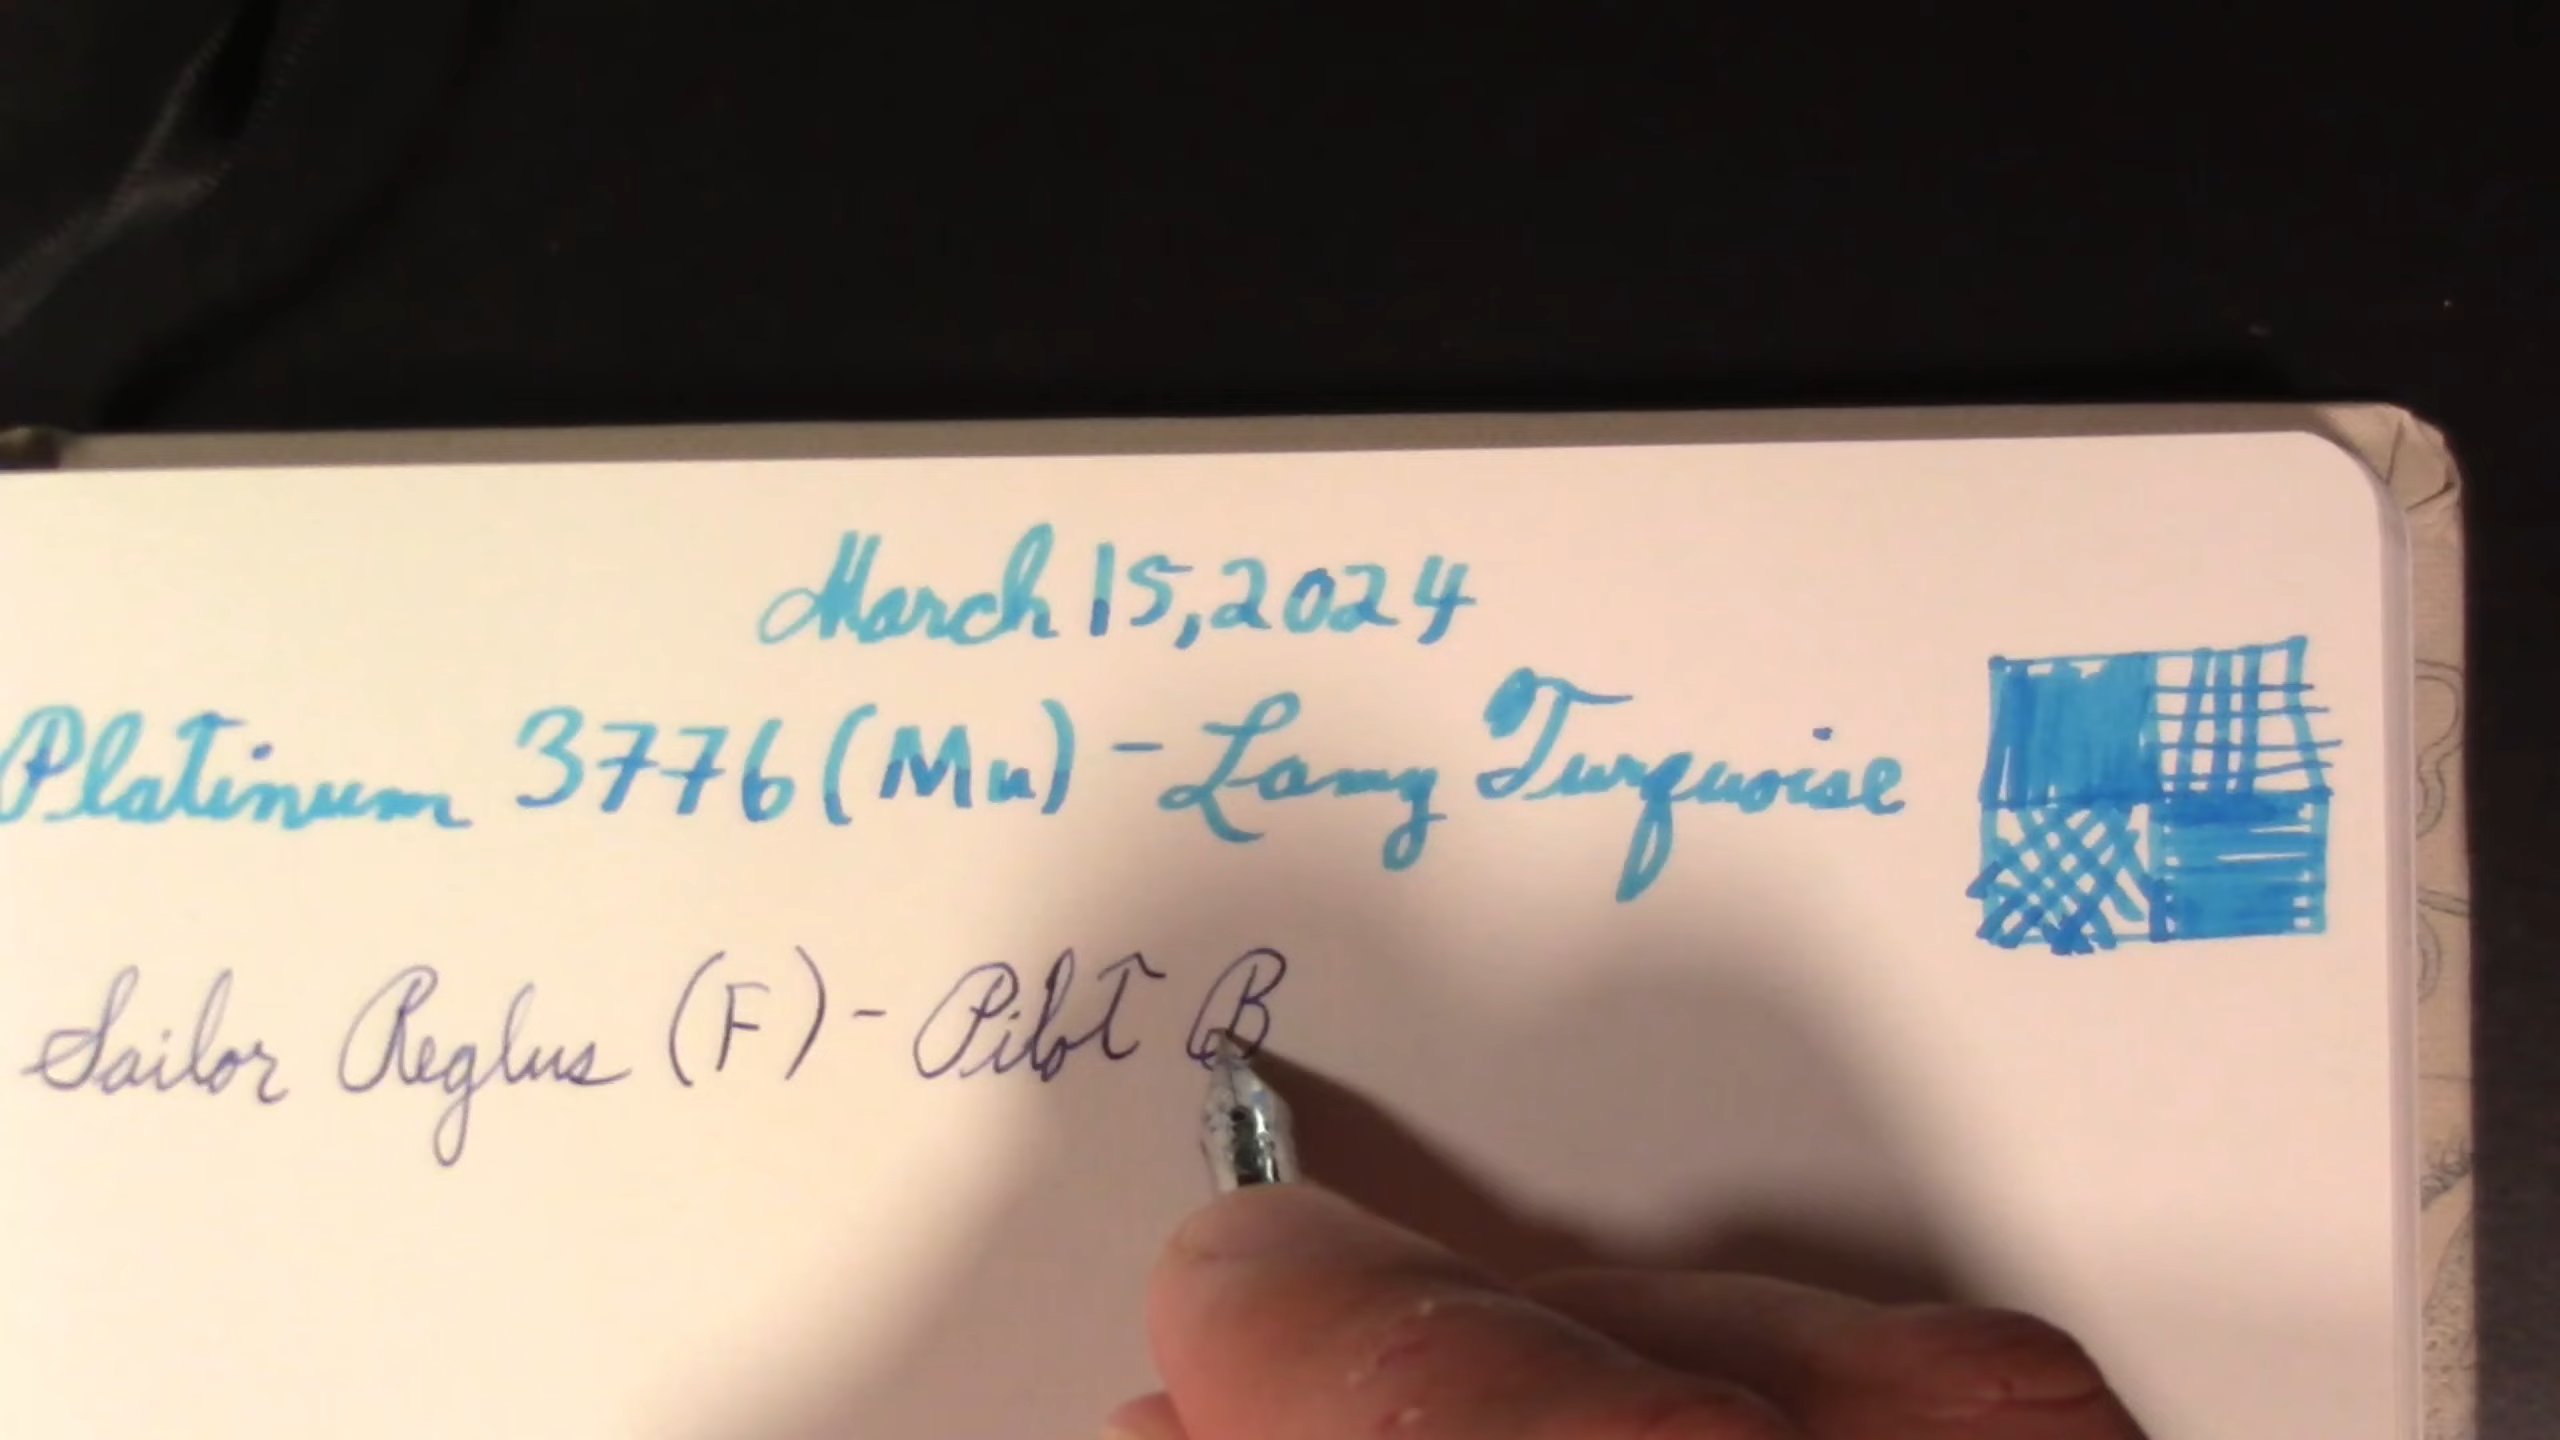 March 15, 2024
Platinum 3776 (Mu) - Lamy Turquoise
Sailor Reglus (F) - Pilot B